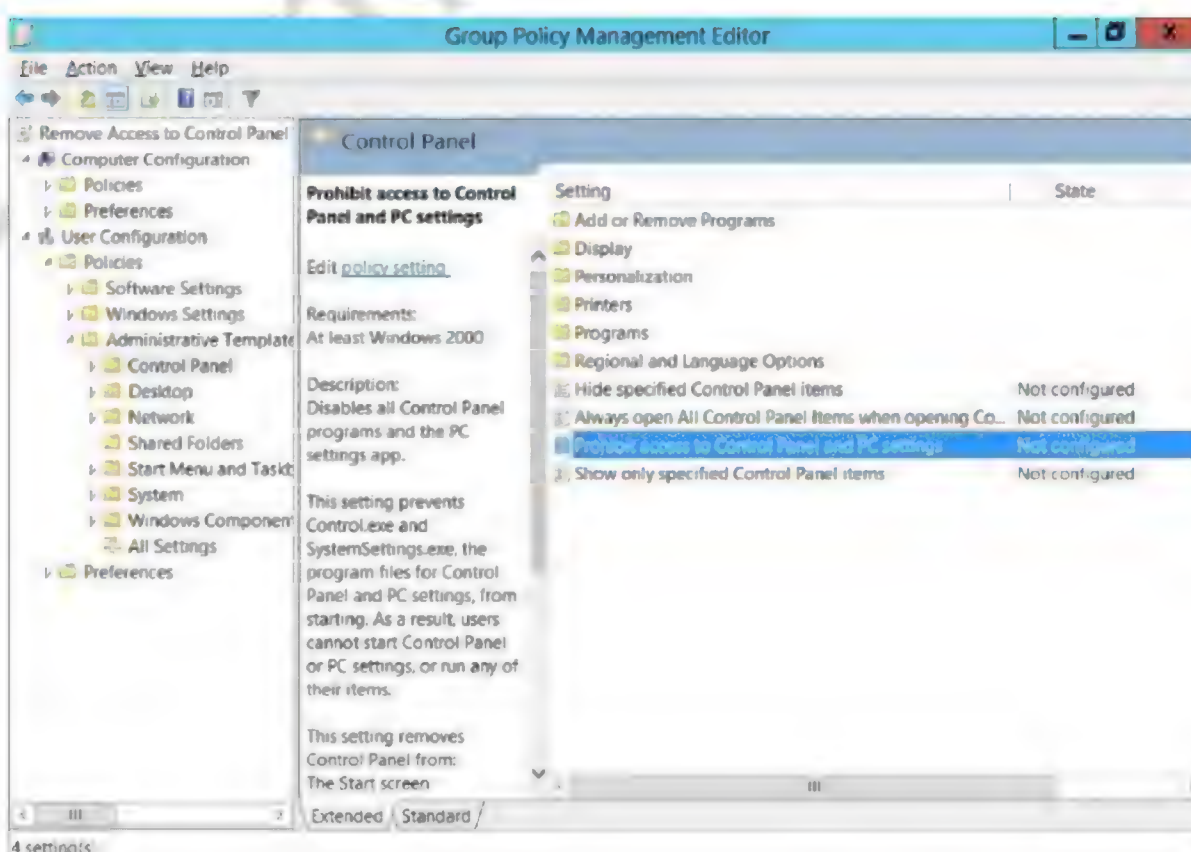 Group Policy Management Editor
File Action View Help
Remove Access to Control Panel
Computer Configuration
Policies
Preferences
User Configuration
Policies
Software Settings
Windows Settings
Administrative Template
Control Panel
Desktop
Network
Shared Folders
Start Menu and Taskb
System
Windows Componen
All Settings
Preferences
Control Panel
Prohibit access to Control
Panel and PC settings
Edit policy setting
Requirements:
At least Windows 2000
Description:
Disables all Control Panel
programs and the PC
settings app.
This setting prevents
Control.exe and
SystemSettings.exe, the
program files for Control
Panel and PC settings, from
starting. As a result, users
cannot start Control Panel
or PC settings, or run any of
their items.
This setting removes
Control Panel from:
The Start screen
Setting State
Add or Remove Programs
Display
Personalization
Printers
Programs
Regional and Language Options
Hide specified Control Panel items Not configured
Always open All Control Panel Items when opening Co... Not configured
Prohibit access to Control Panel and PC settings Not configured
Show only specified Control Panel items Not configured
Extended Standard
4 setting(s)